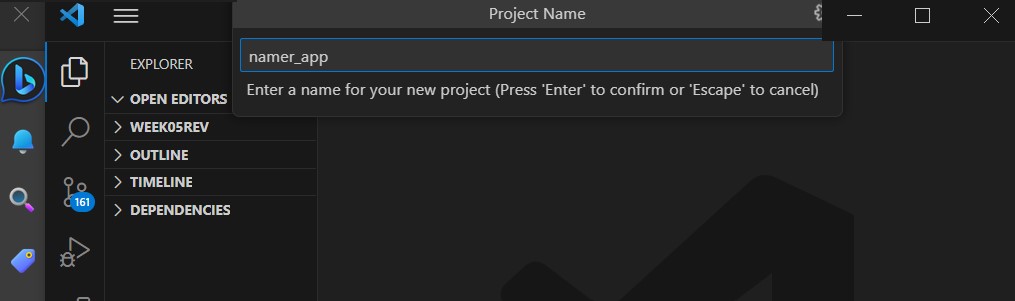 Project Name
namer_app
Enter a name for your new project (Press 'Enter' to confirm or 'Escape' to cancel)
EXPLORER
OPEN EDITORS
WEEK05REV
OUTLINE
TIMELINE
DEPENDENCIES
161